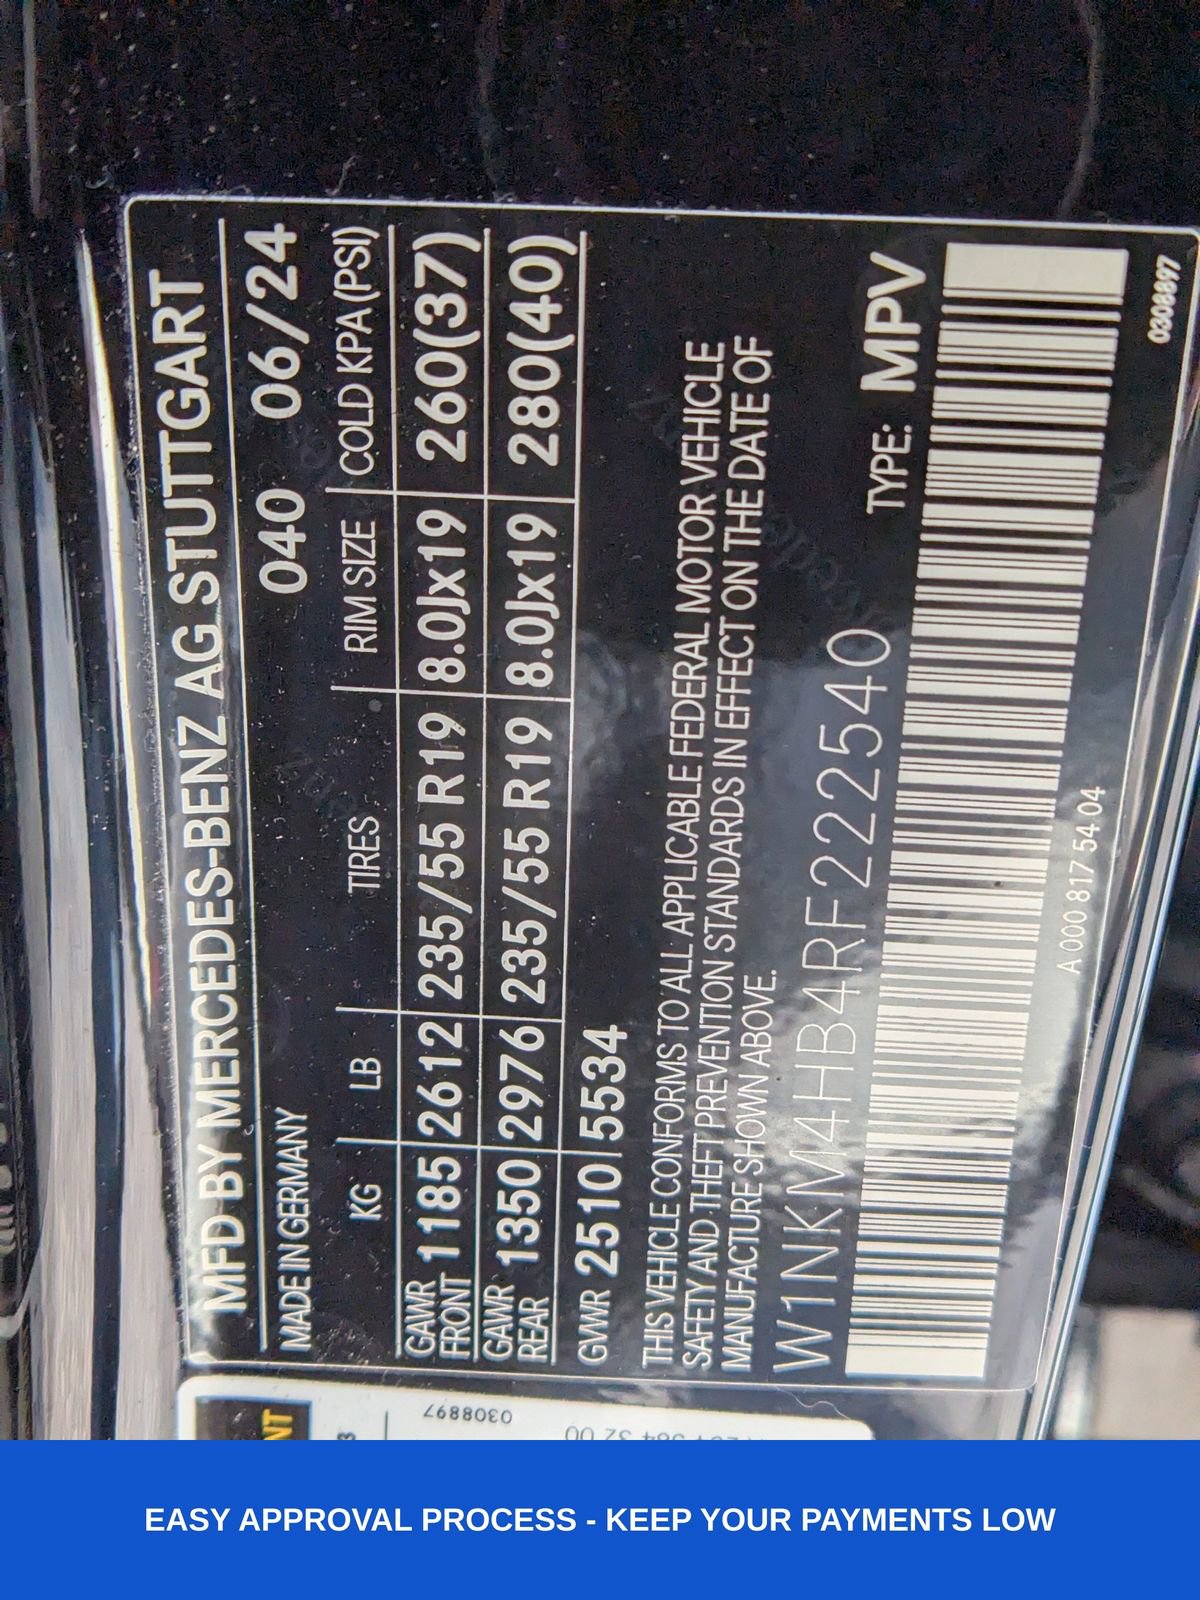 MFD BY MERCEDES-BENZ AG STUTTGART
MADE IN GERMANY 040 06/24
KG LB TIRES RIM SIZE COLD KPA (PSI)
GAWR FRONT 1185 2612 235/55 R19 8.0Jx19 260(37)
GAWR REAR 1350 2976 235/55 R19 8.0Jx19 280(40)
GVWR 2510 5534
THIS VEHICLE CONFORMS TO ALL APPLICABLE FEDERAL MOTOR VEHICLE
SAFETY AND THEFT PREVENTION STANDARDS IN EFFECT ON THE DATE OF
MANUFACTURE SHOWN ABOVE.
W1NKM4HB4RF222540 TYPE: MPV
A 000 817 54 04
0308897
0308897
EASY APPROVAL PROCESS - KEEP YOUR PAYMENTS LOW